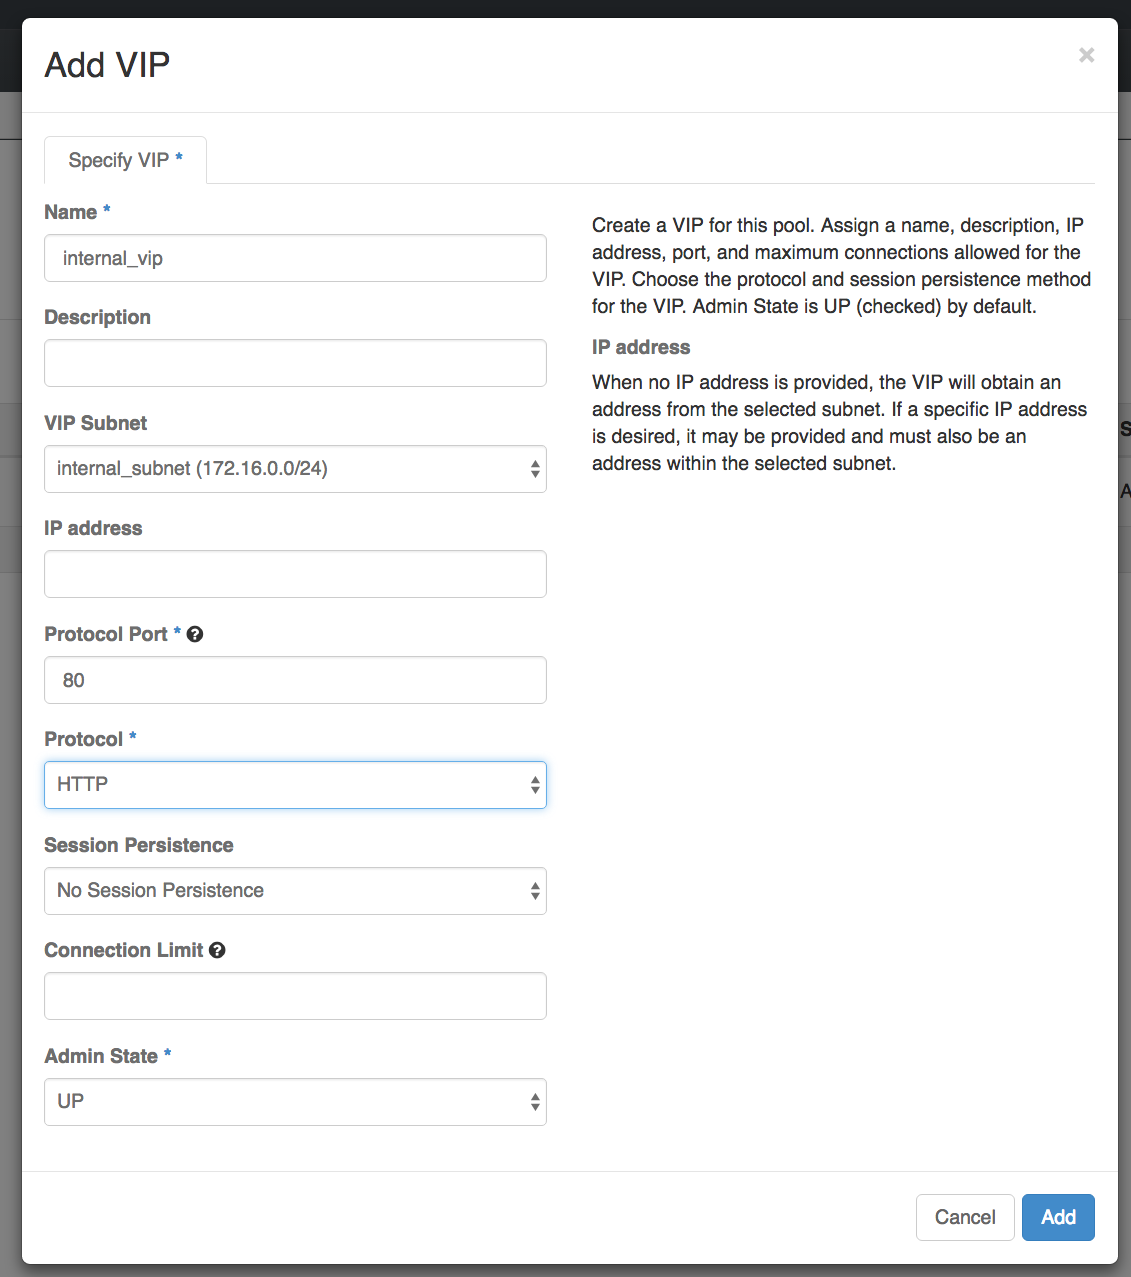 Add VIP
×
Specify VIP *
Name *
internal_vip
Description
VIP Subnet
internal_subnet (172.16.0.0/24)
IP address
Protocol Port * ?
80
Protocol *
HTTP
Session Persistence
No Session Persistence
Connection Limit ?
Admin State *
UP
Create a VIP for this pool. Assign a name, description, IP
address, port, and maximum connections allowed for the
VIP. Choose the protocol and session persistence method
for the VIP. Admin State is UP (checked) by default.
IP address
When no IP address is provided, the VIP will obtain an
address from the selected subnet. If a specific IP address
is desired, it may be provided and must also be an
address within the selected subnet.
S
A
Cancel
Add